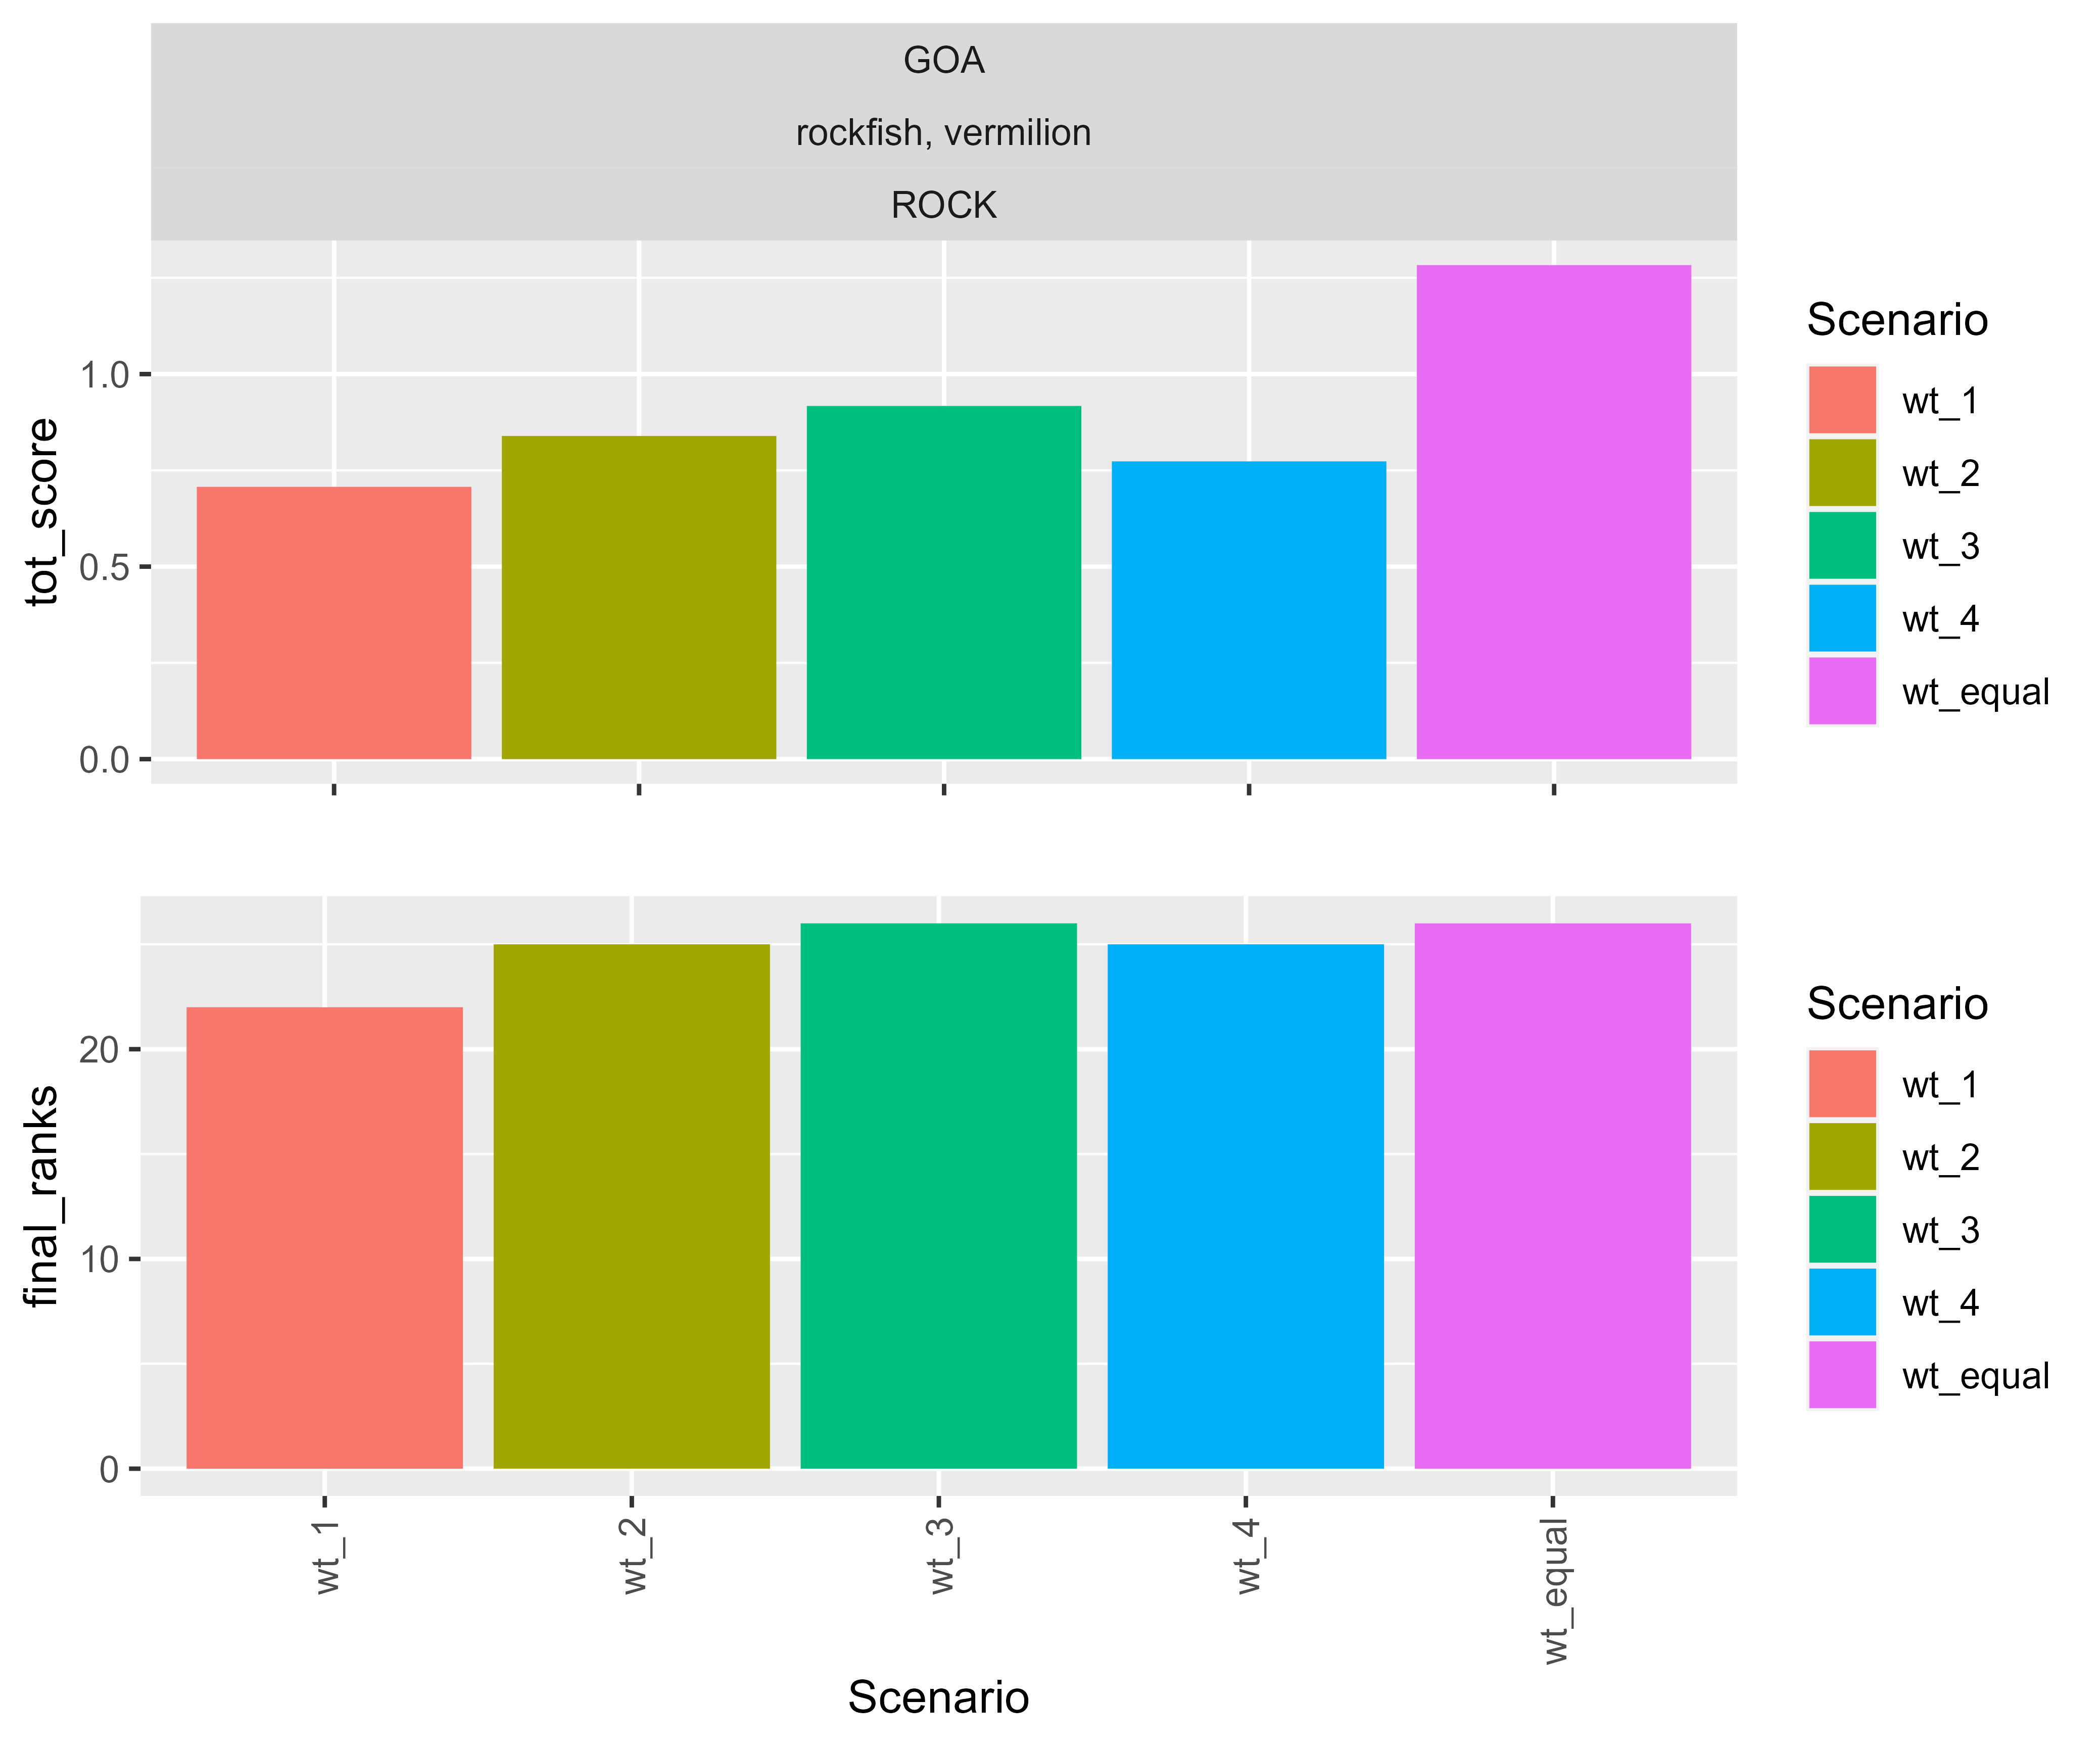 GOA
rockfish, vermilion
ROCK
tot_score
1.0
0.5
0.0
Scenario
wt_1
wt_2
wt_3
wt_4
wt_equal
final_ranks
20
10
0
wt_1
wt_2
wt_3
wt_4
wt_equal
Scenario
Scenario
wt_1
wt_2
wt_3
wt_4
wt_equal